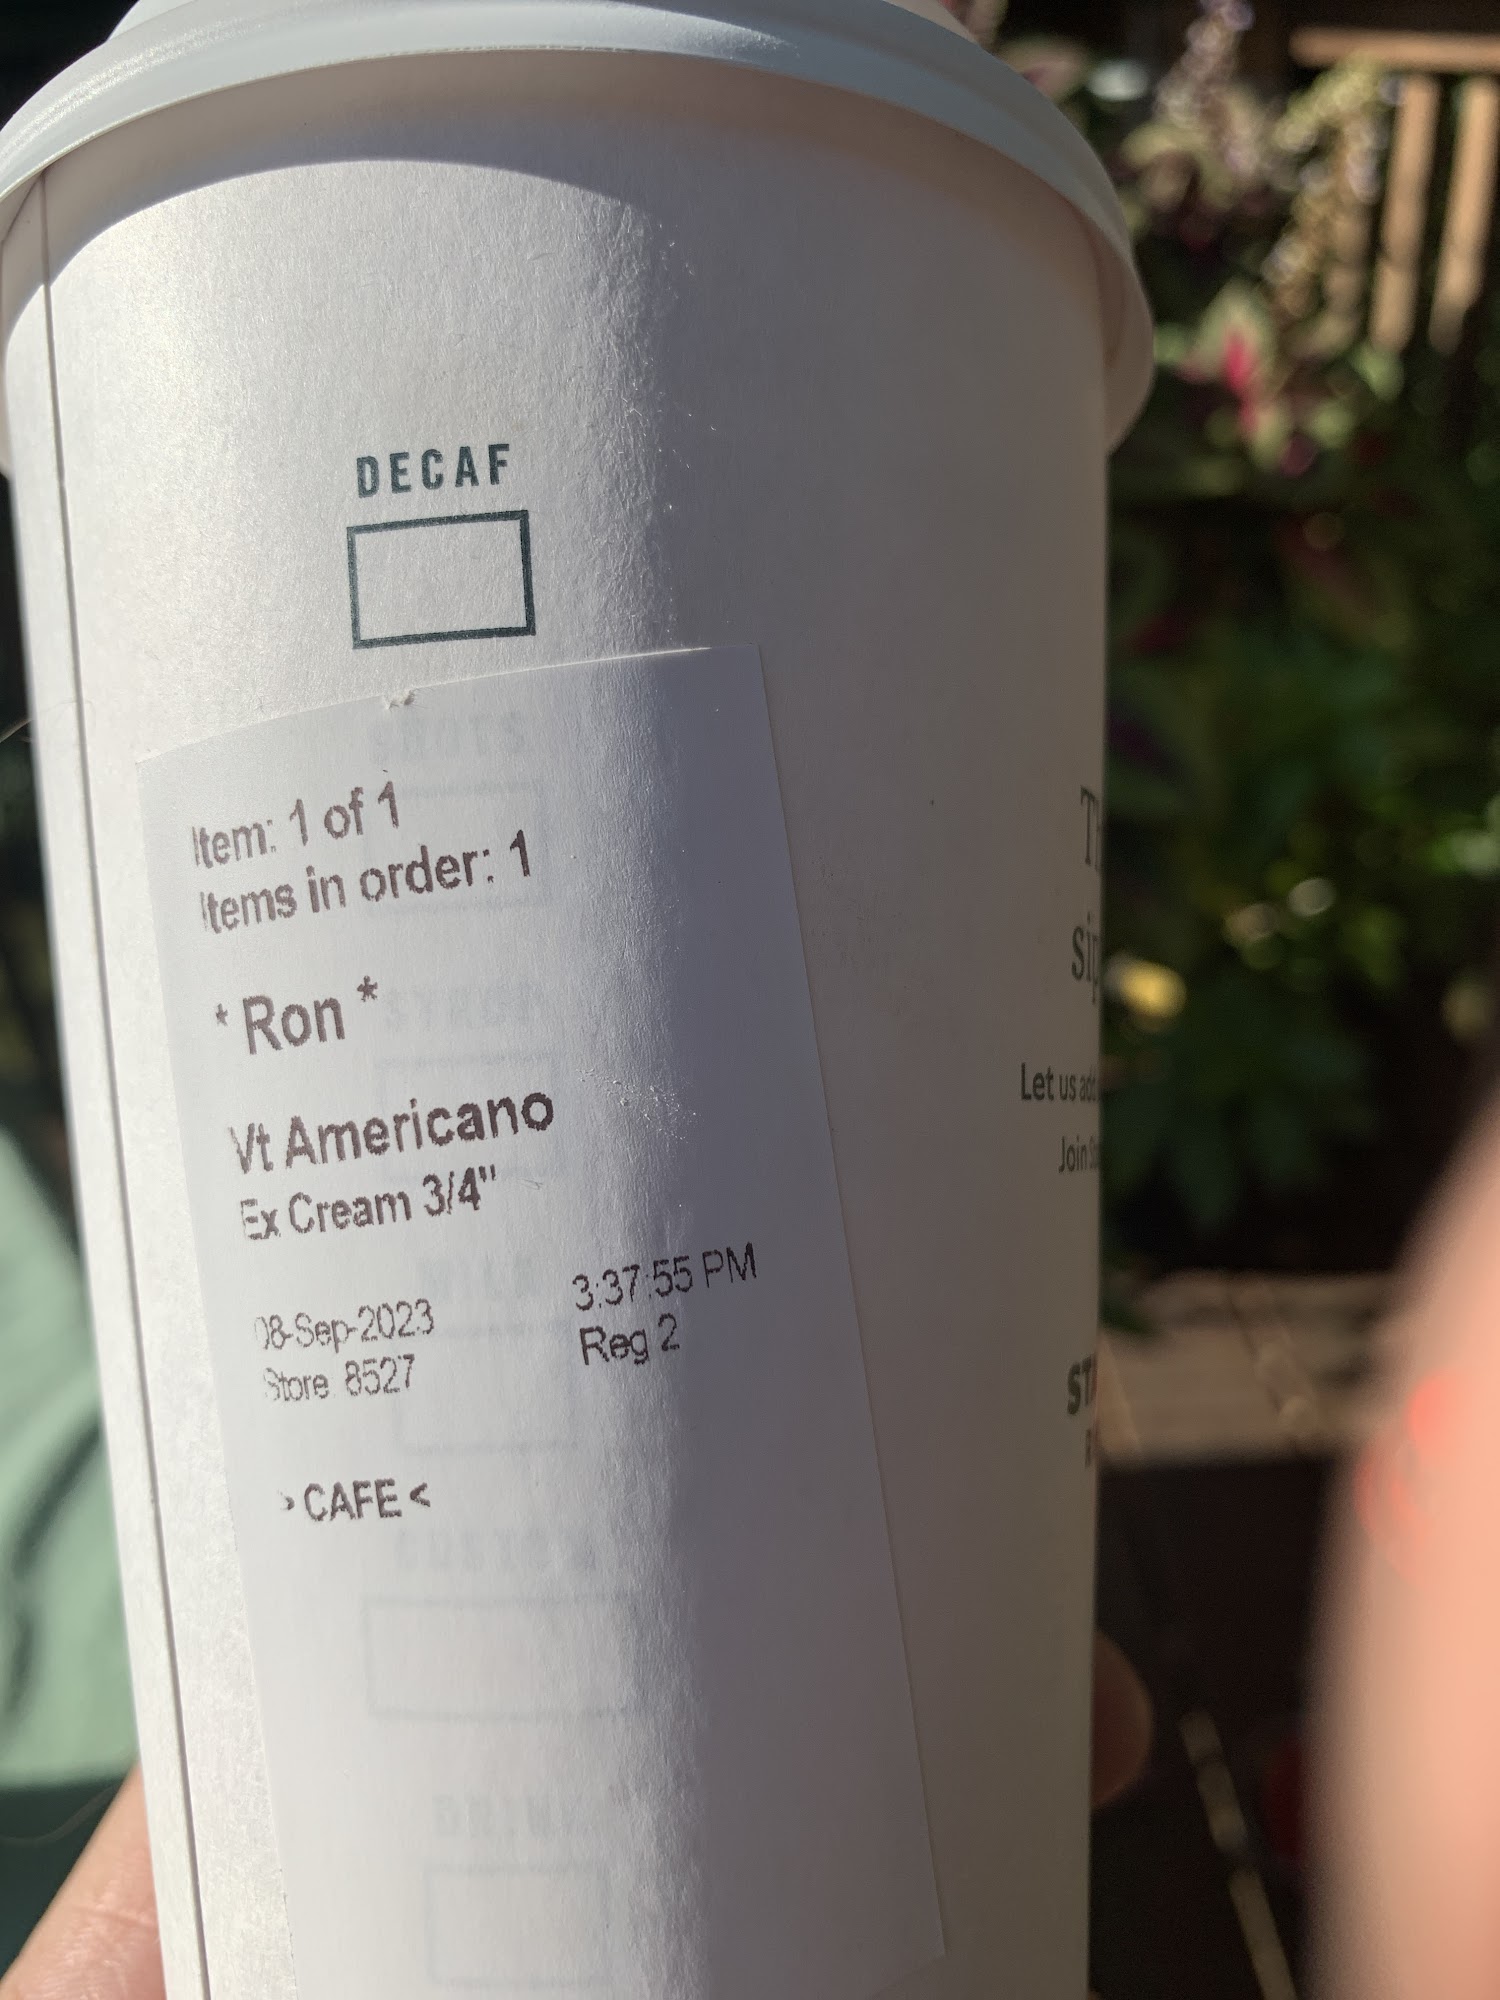 DECAF
Item: 1 of 1
Items in order: 1
* Ron *
Vt Americano
Ex Cream 3/4"
08-Sep-2023 3:37:55 PM
Store 8527 Reg 2
> CAFE <
Let us
Join